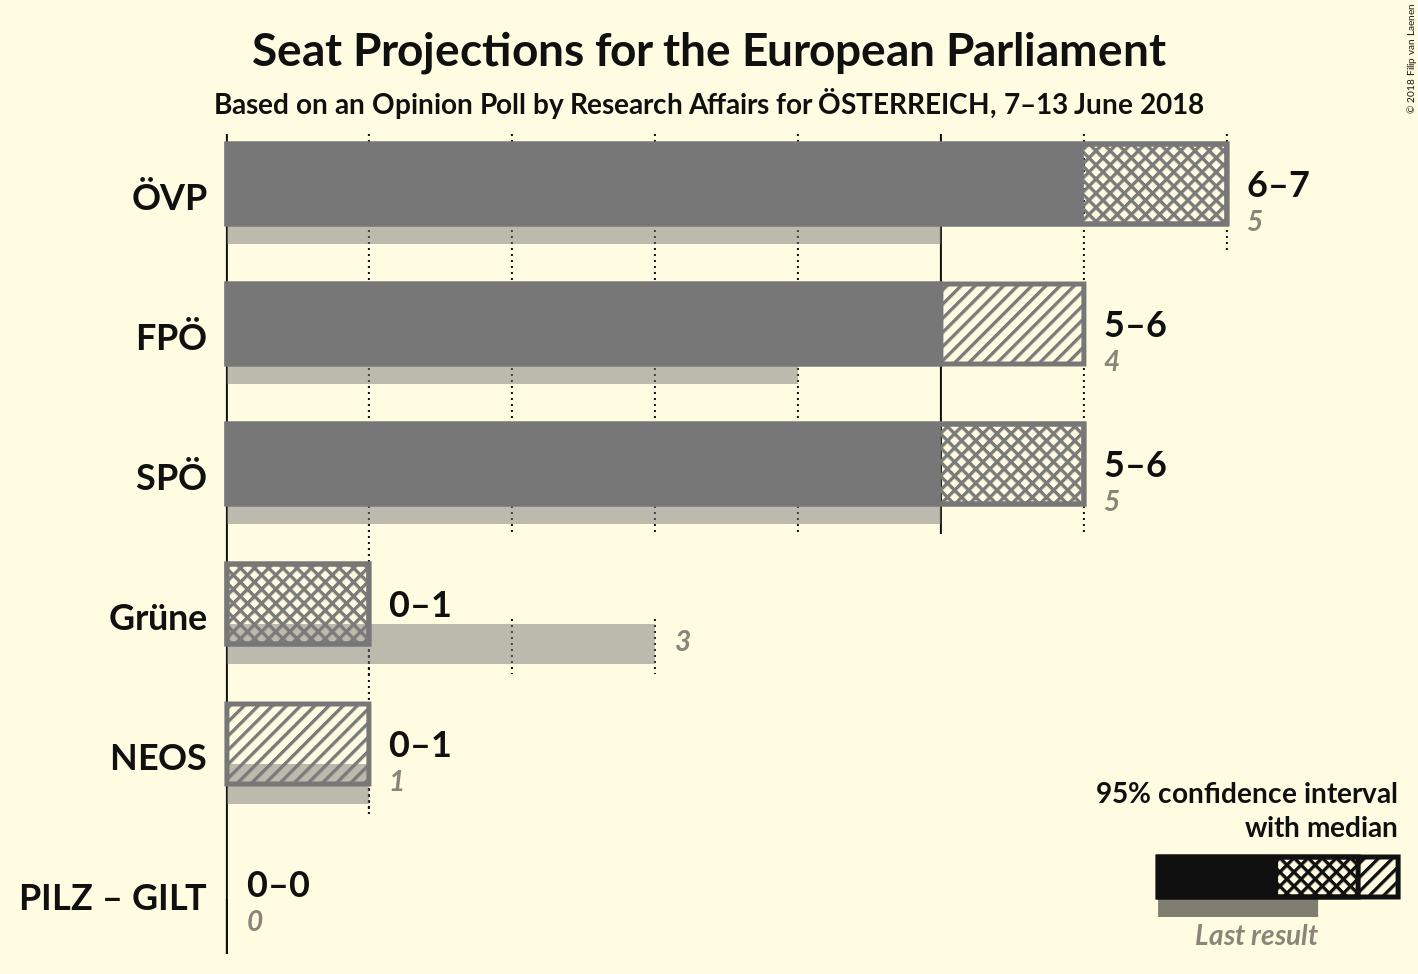 Seat Projections for the European Parliament
Based on an Opinion Poll by Research Affairs for ÖSTERREICH, 7–13 June 2018
© 2018 Filip van Laenen
ÖVP
6–7
5
FPÖ
5–6
4
SPÖ
5–6
5
Grüne
0–1
3
NEOS
0–1
1
PILZ – GILT
0–0
0
95% confidence interval
with median
Last result